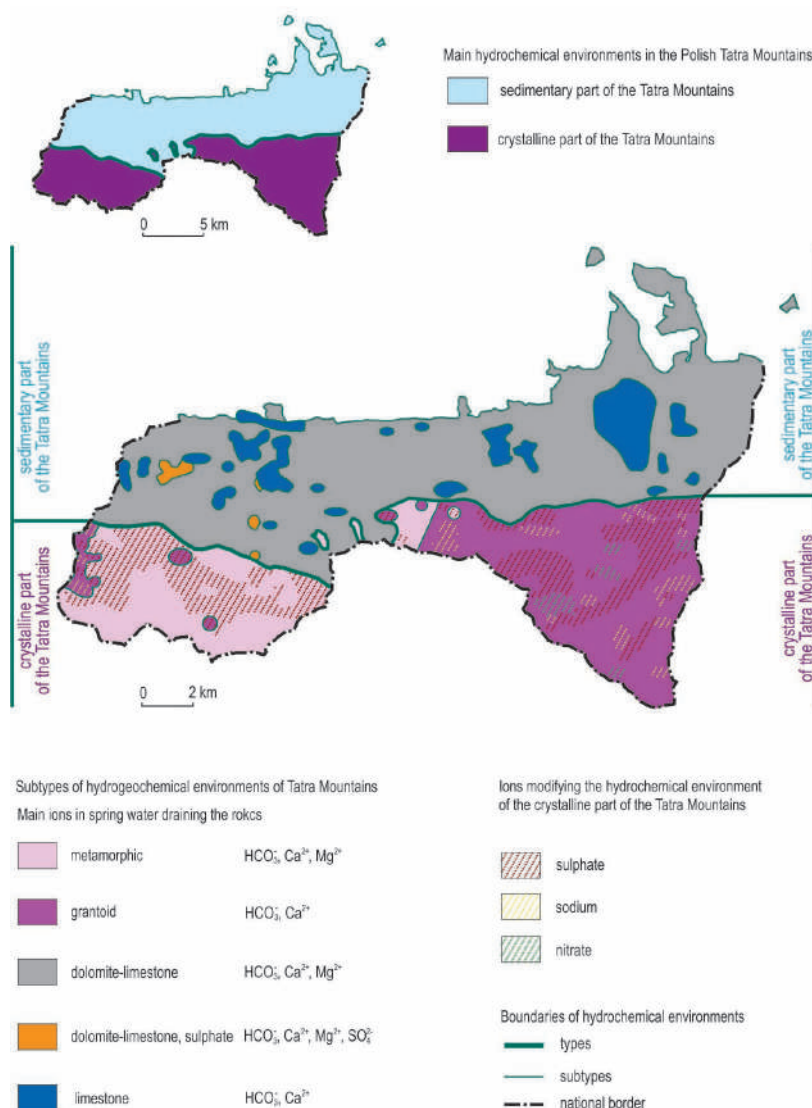 Main hydrochemical environments in the Polish Tatra Mountains
sedimentary part of the Tatra Mountains
crystalline part of the Tatra Mountains
0 5 km
sedimentary part
of the Tatra Mountains
sedimentary part
of the Tatra Mountains
crystalline part
of the Tatra Mountains
crystalline part
of the Tatra Mountains
0 2 km
Subtypes of hydrogeochemical environments of Tatra Mountains
Main ions in spring water draining the rokcs
metamorphic HCO₃⁻, Ca²⁺, Mg²⁺
grantoid HCO₃⁻, Ca²⁺
dolomite-limestone HCO₃⁻, Ca²⁺, Mg²⁺
dolomite-limestone, sulphate HCO₃⁻, Ca²⁺, Mg²⁺, SO₄²⁻
limestone HCO₃⁻, Ca²⁺
Ions modifying the hydrochemical environment
of the crystalline part of the Tatra Mountains
sulphate
sodium
nitrate
Boundaries of hydrochemical environments
types
subtypes
national border